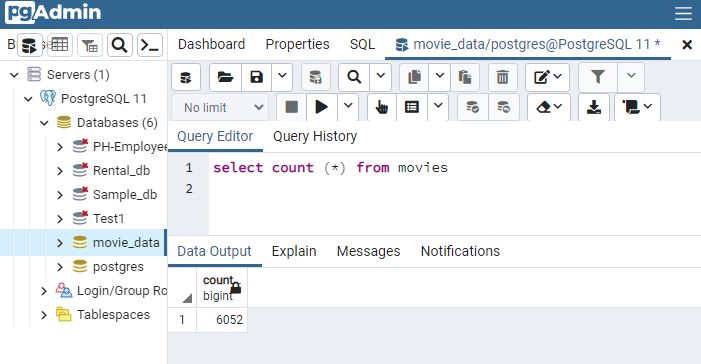 pgAdmin
B
Dashboard Properties SQL movie_data/postgres@PostgreSQL 11 *
Servers (1)
PostgreSQL 11
Databases (6)
PH-Employee
Rental_db
Sample_db
Test1
movie_data
postgres
Login/Group Ro
Tablespaces
No limit
Query Editor Query History
1 select count (*) from movies
2
Data Output Explain Messages Notifications
count
bigint
1 6052